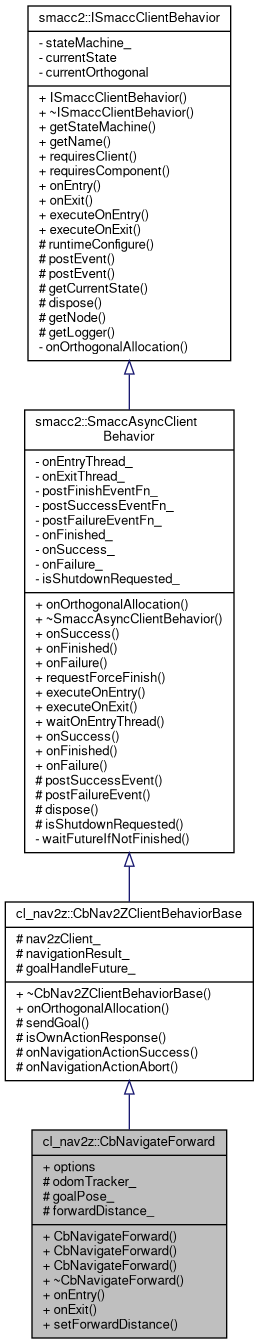 smacc2::ISmaccClientBehavior
- stateMachine_
- currentState
- currentOrthogonal
+ ISmaccClientBehavior()
+ ~ISmaccClientBehavior()
+ getStateMachine()
+ getName()
+ requiresClient()
+ requiresComponent()
+ onEntry()
+ onExit()
+ executeOnEntry()
+ executeOnExit()
# runtimeConfigure()
# postEvent()
# postEvent()
# getCurrentState()
# dispose()
# getNode()
# getLogger()
- onOrthogonalAllocation()
smacc2::SmaccAsyncClient
Behavior
- onEntryThread_
- onExitThread_
- postFinishEventFn_
- postSuccessEventFn_
- postFailureEventFn_
- onFinished_
- onSuccess_
- onFailure_
- isShutdownRequested_
+ onOrthogonalAllocation()
+ ~SmaccAsyncClientBehavior()
+ onSuccess()
+ onFinished()
+ onFailure()
+ requestForceFinish()
+ executeOnEntry()
+ executeOnExit()
+ waitOnEntryThread()
+ onSuccess()
+ onFinished()
+ onFailure()
# postSuccessEvent()
# postFailureEvent()
# dispose()
# isShutdownRequested()
- waitFutureIfNotFinished()
cl_nav2z::CbNav2ZClientBehaviorBase
# nav2zClient_
# navigationResult_
# goalHandleFuture_
+ ~CbNav2ZClientBehaviorBase()
+ onOrthogonalAllocation()
# sendGoal()
# isOwnActionResponse()
# onNavigationActionSuccess()
# onNavigationActionAbort()
cl_nav2z::CbNavigateForward
+ options
# odomTracker_
# goalPose_
# forwardDistance_
+ CbNavigateForward()
+ CbNavigateForward()
+ CbNavigateForward()
+ ~CbNavigateForward()
+ onEntry()
+ onExit()
+ setForwardDistance()